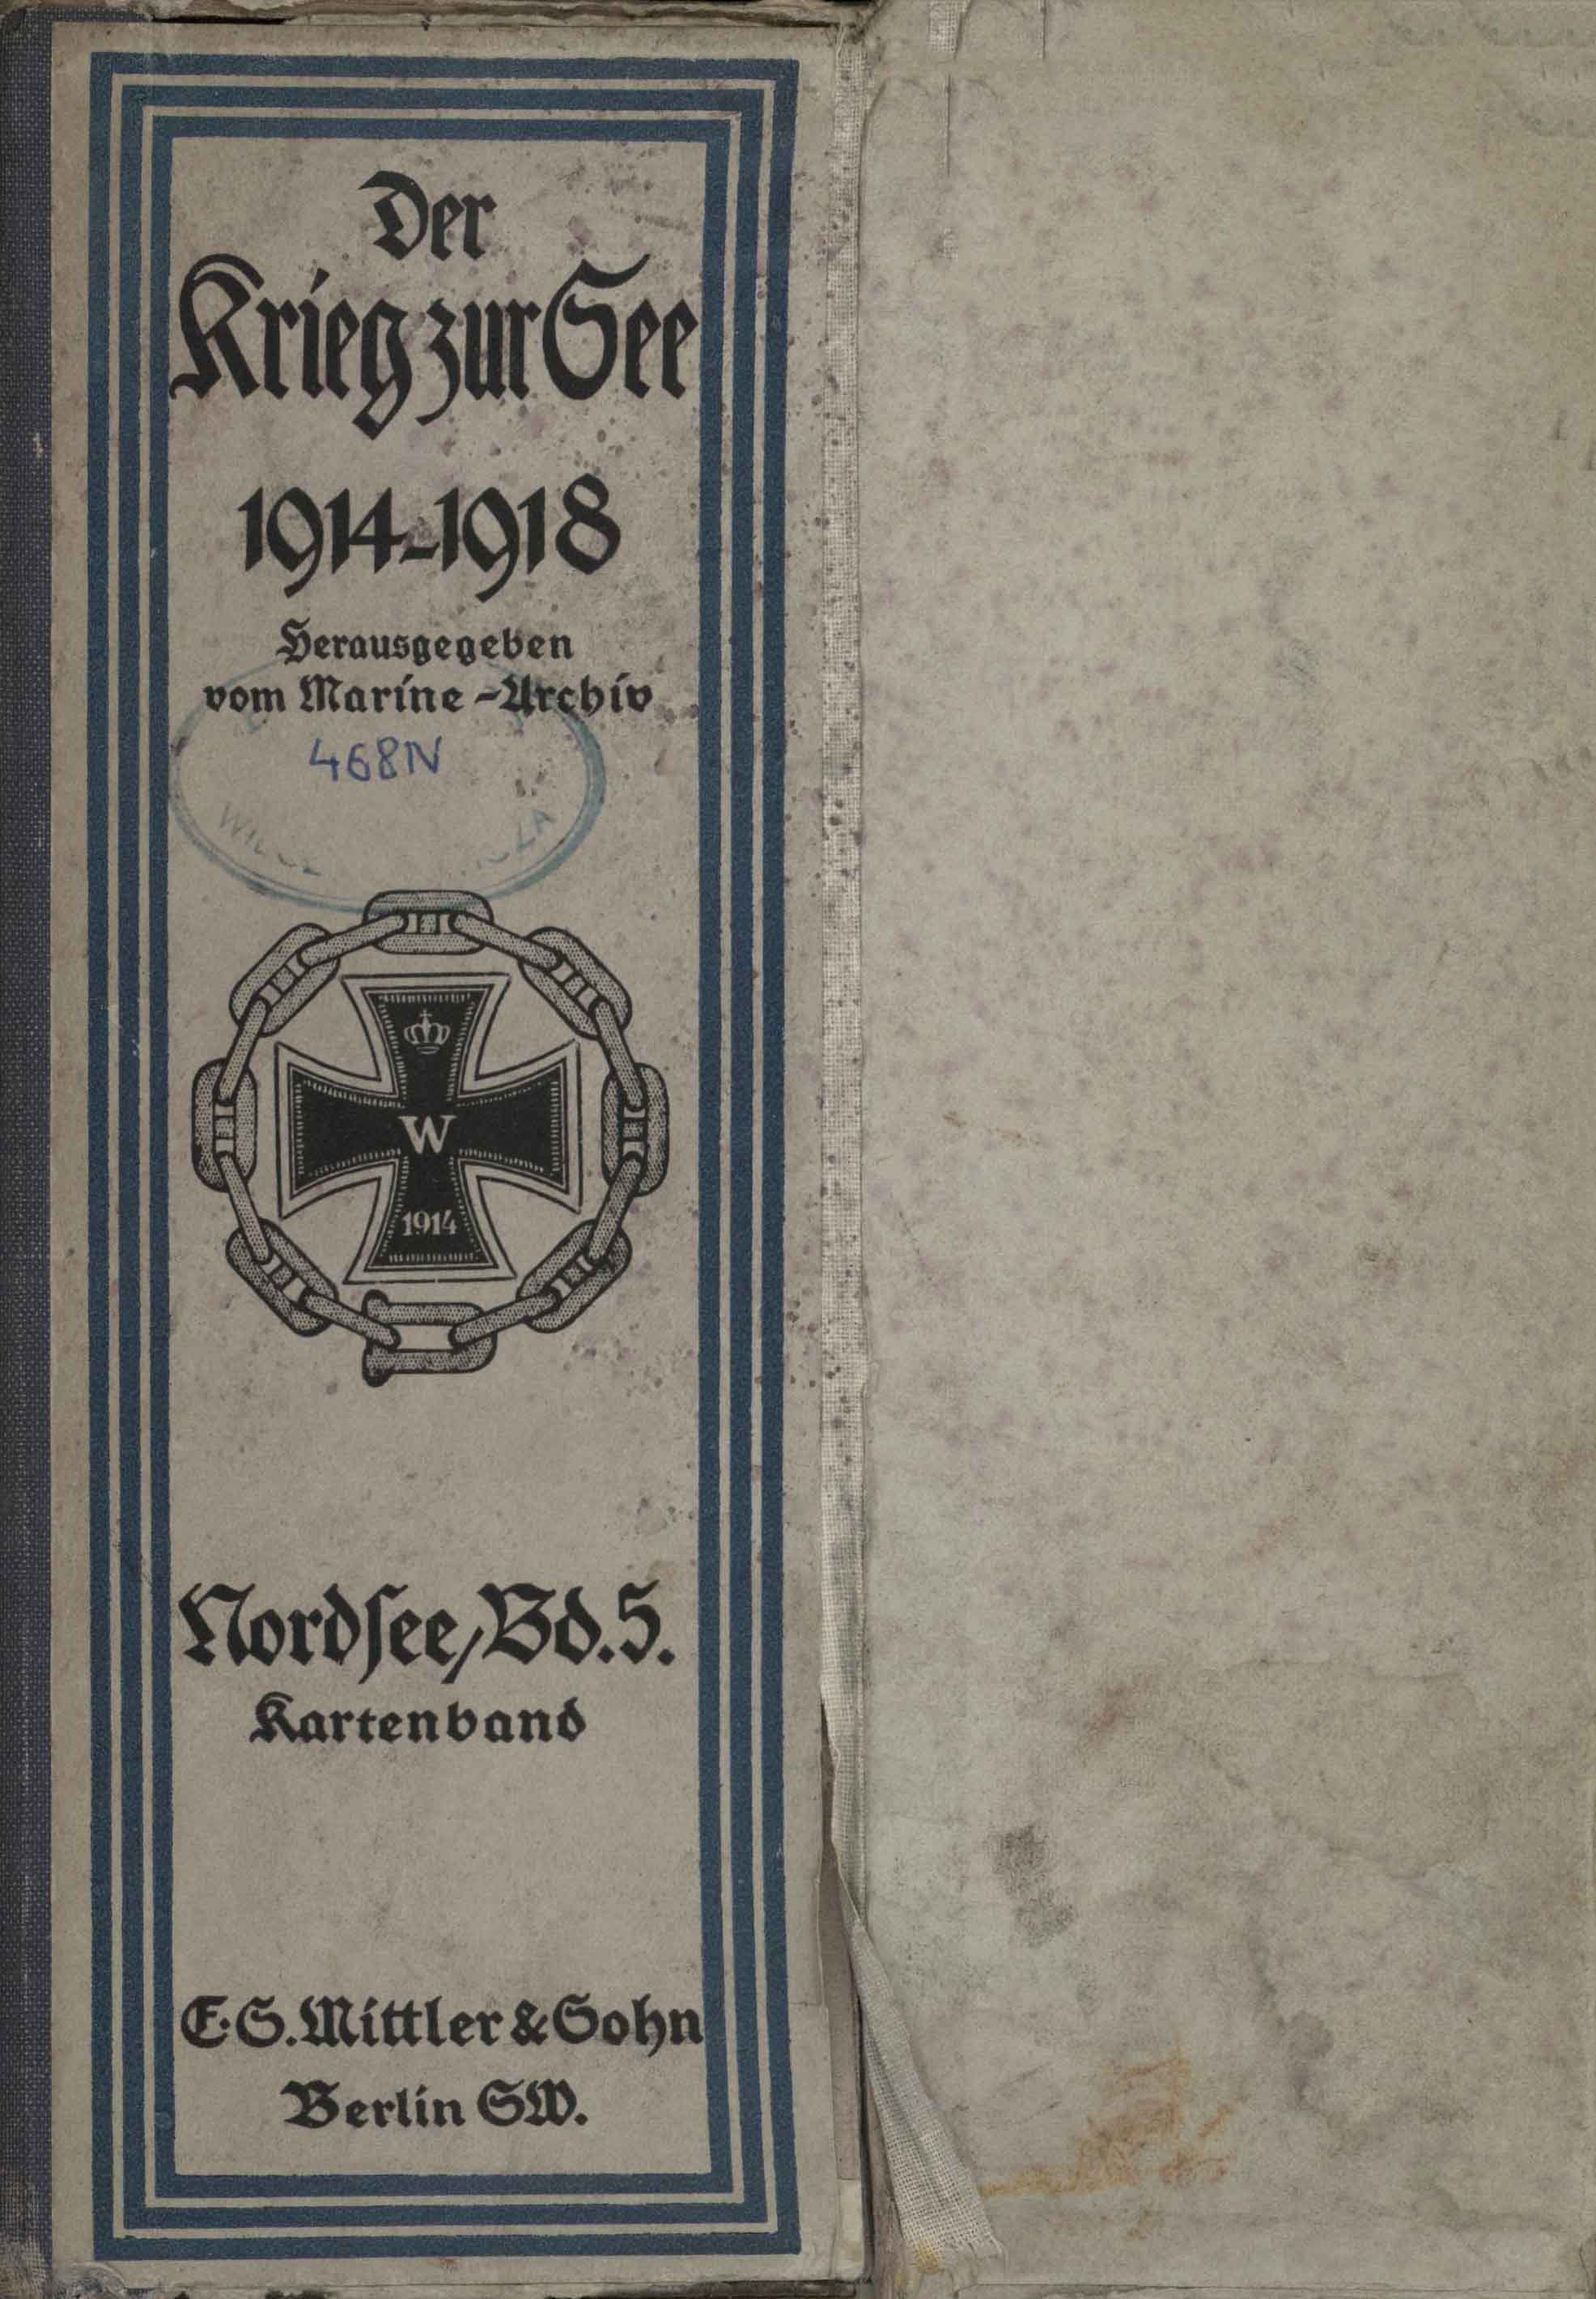 Der
Krieg zur See
1914-1918
Herausgegeben
vom Marine-Archiv
468N
W
1914
Nordsee, Bd. 5.
Kartenband
E. S. Mittler & Sohn
Berlin SW.